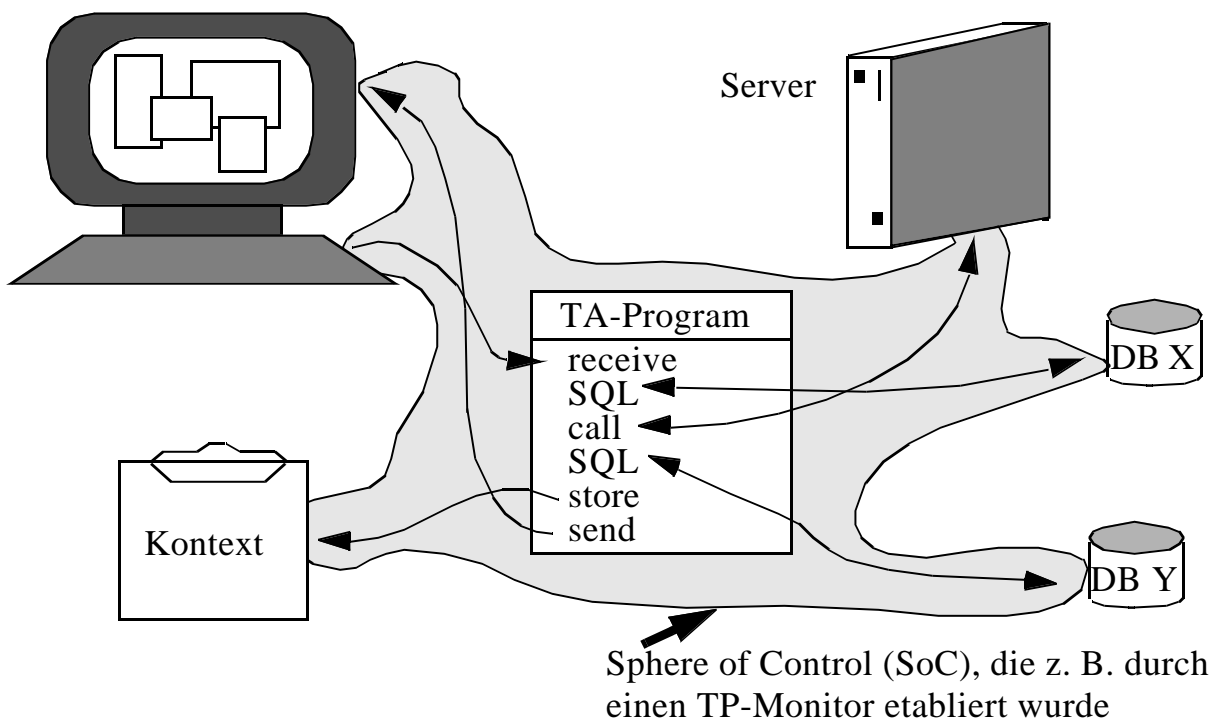 Server
TA-Program
receive
SQL
call
SQL
store
send
DB X
Kontext
DB Y
Sphere of Control (SoC), die z. B. durch
einen TP-Monitor etabliert wurde